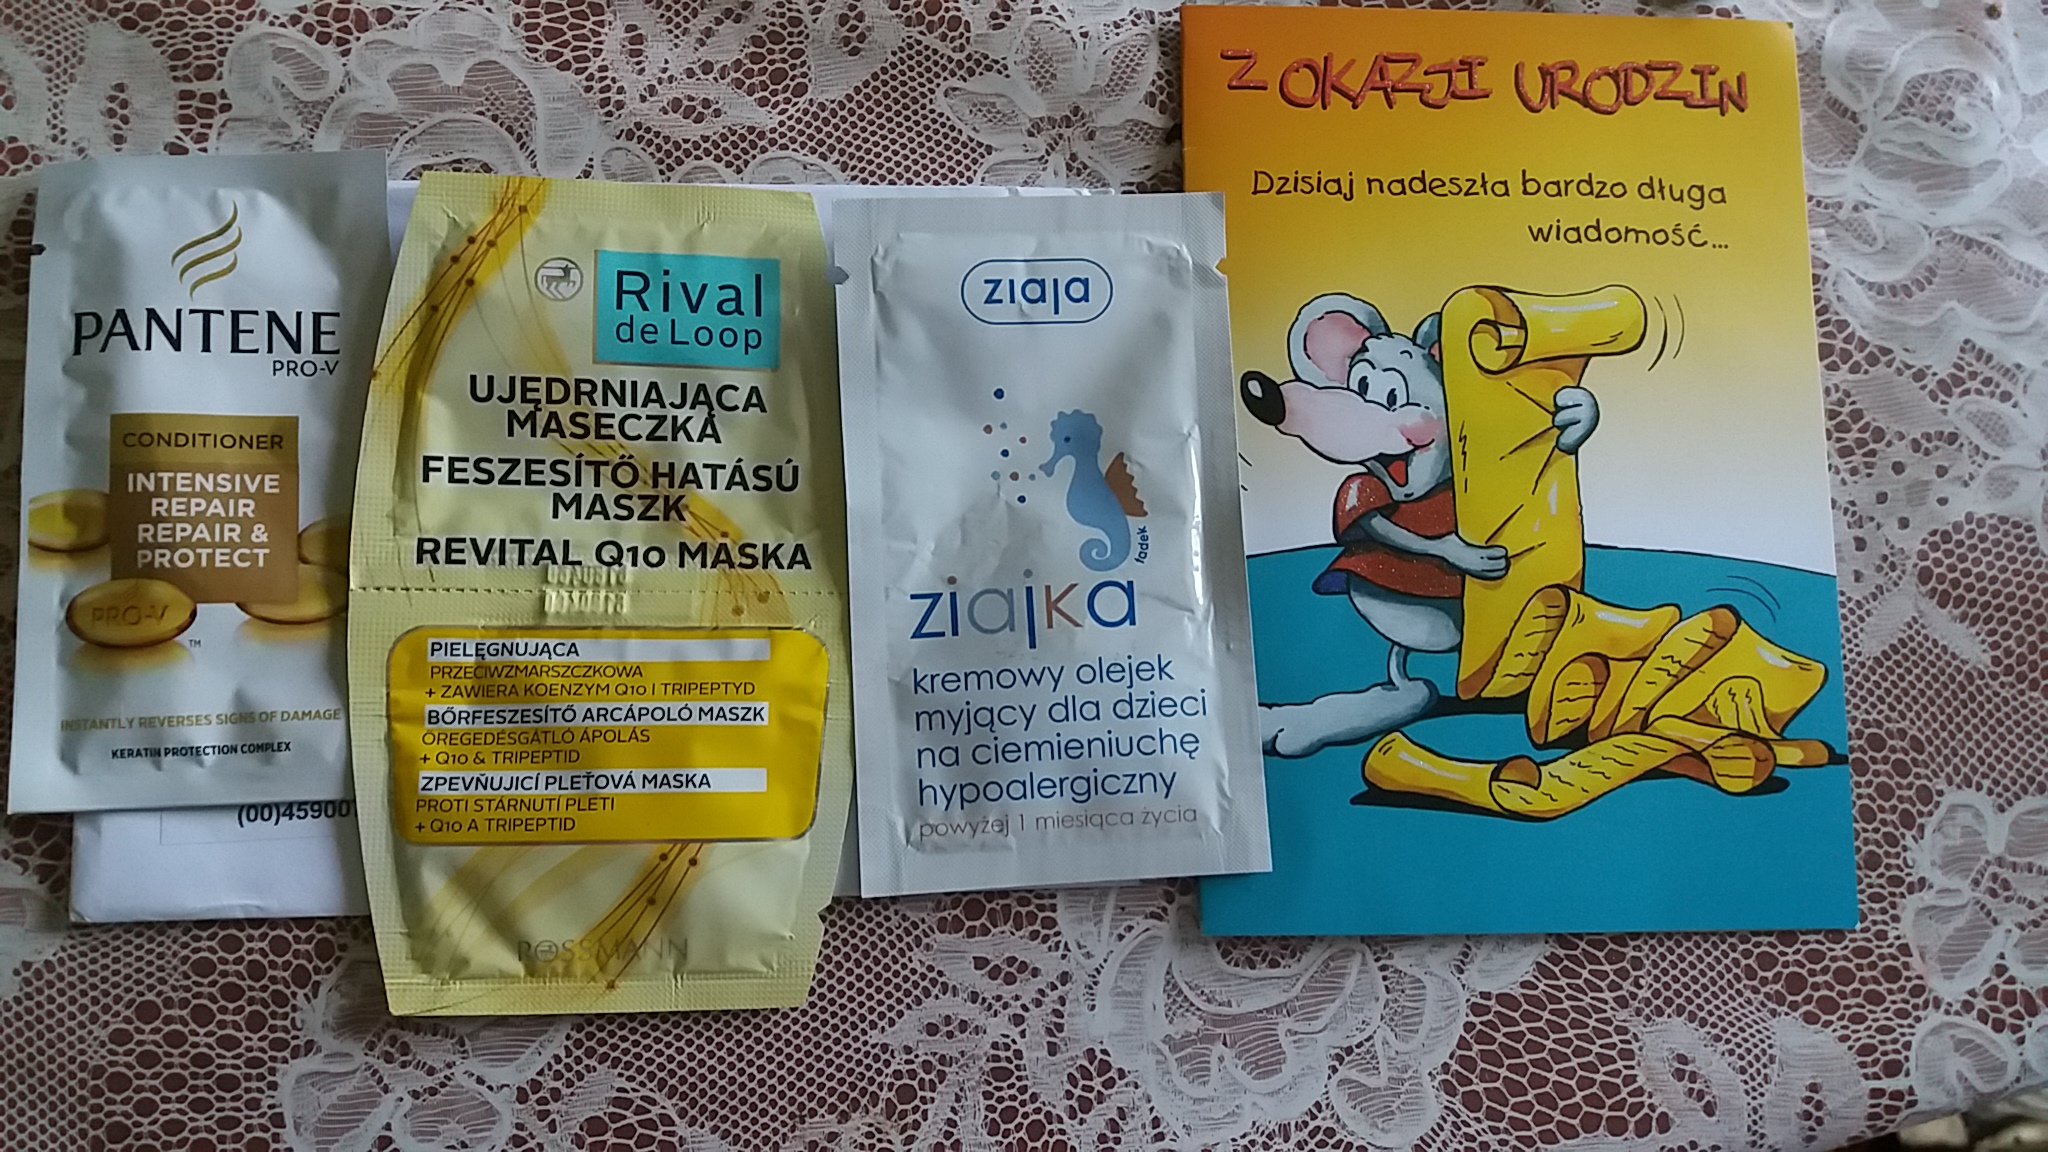 PANTENE
PRO-V
CONDITIONER
INTENSIVE
REPAIR
REPAIR &
PROTECT
PRO-V
™
INSTANTLY REVERSES SIGNS OF DAMAGE
KERATIN PROTECTION COMPLEX
(00)45900
Rival
de Loop
UJĘDRNIAJĄCA
MASECZKA
FESZESÍTŐ HATÁSÚ
MASZK
REVITAL Q10 MASKA
PIELĘGNUJĄCA
PRZECIWZMARSZCZKOWA
+ ZAWIERA KOENZYM Q10 I TRIPEPTYD
BŐRFESZESÍTŐ ARCÁPOLÓ MASZK
ÖREGEDÉSGÁTLÓ ÁPOLÁS
+ Q10 & TRIPEPTID
ZPEVŇUJICÍ PLEŤOVÁ MASKA
PROTI STÁRNUTÍ PLETI
+ Q10 A TRIPEPTID
ROSSMANN
ziaja
fadek
ziajka
kremowy olejek
myjący dla dzieci
na ciemieniuchę
hypoalergiczny
powyżej 1 miesiąca życia
Z OKAZJI URODZIN
Dzisiaj nadeszła bardzo długa
wiadomość...